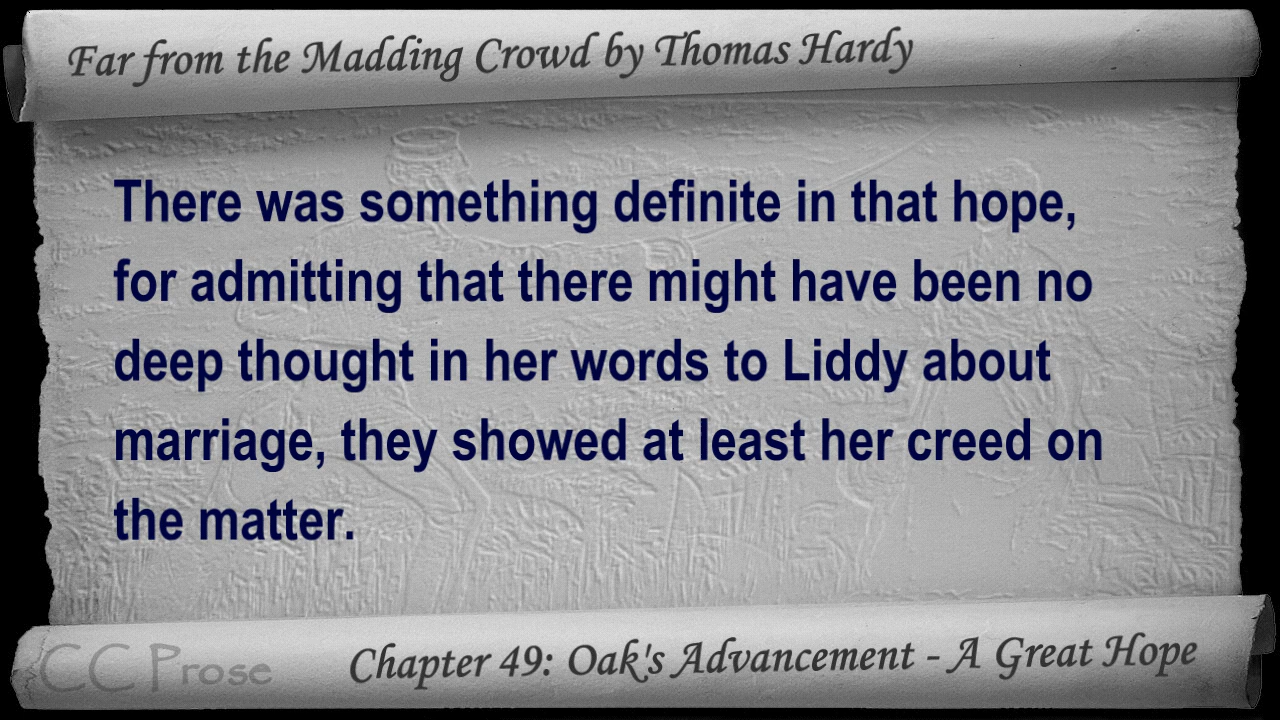 Far from the Madding Crowd by Thomas Hardy
There was something definite in that hope,
for admitting that there might have been no
deep thought in her words to Liddy about
marriage, they showed at least her creed on
the matter.
CC Prose
Chapter 49: Oak's Advancement - A Great Hope